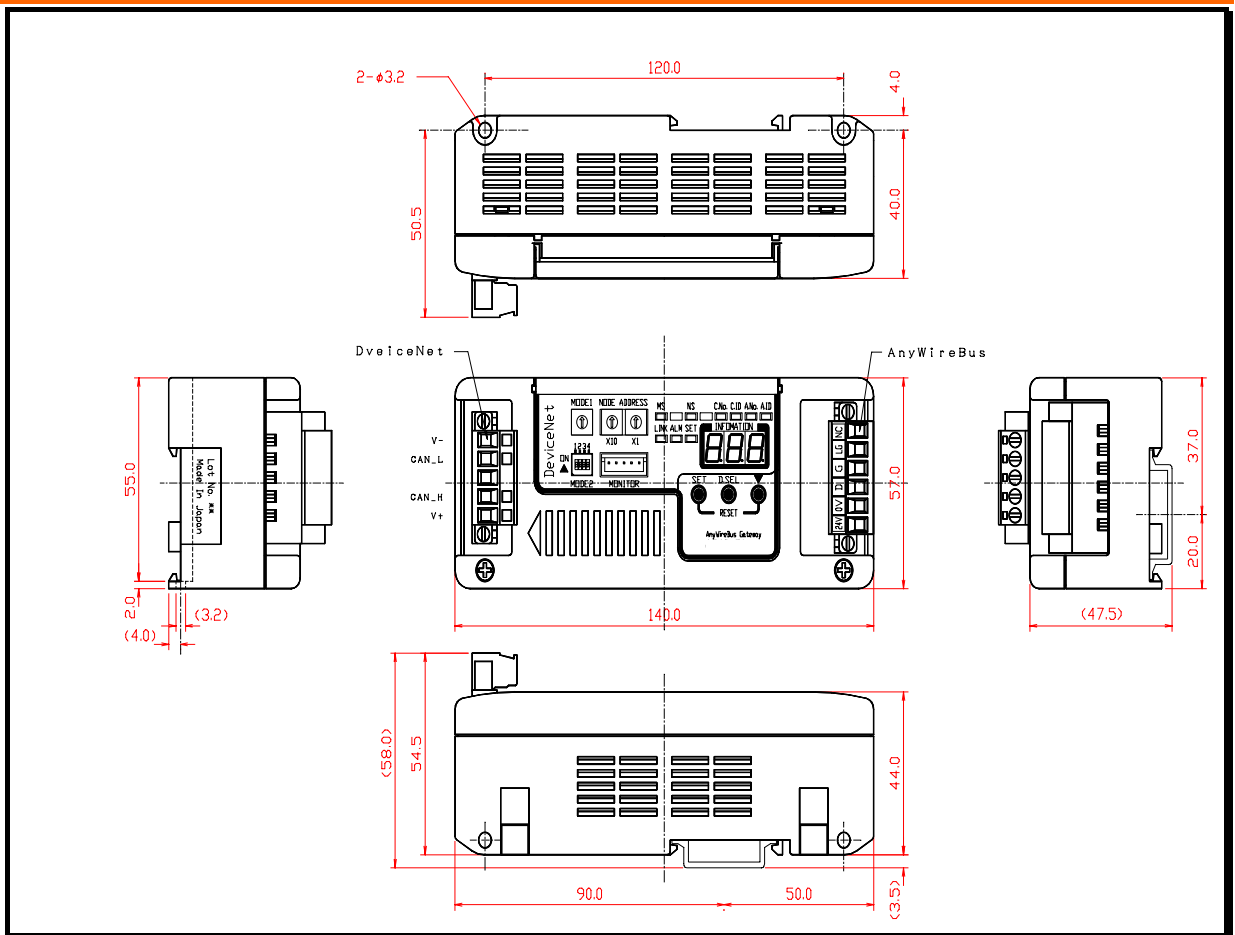 2-φ3.2
120.0
4.0
50.5
40.0
DveiceNet
AnyWireBus
V-
CAN_L
CAN_H
V+
DeviceNet
MODE1 NODE ADDRESS
X10 X1
1234
ON
MODE2 MONITOR
MS NS C.No. C.ID A.No. A.ID
LINK ALM SET
INFOMATION
SET D.SEL ▼
RESET
AnyWireBus Gateway
NC
LG
G
D
0V
24V
57.0
140.0
55.0
Lot No. **
Made In Japan
2.0
(3.2)
(4.0)
37.0
20.0
(47.5)
(58.0)
54.5
44.0
90.0
50.0
(3.5)